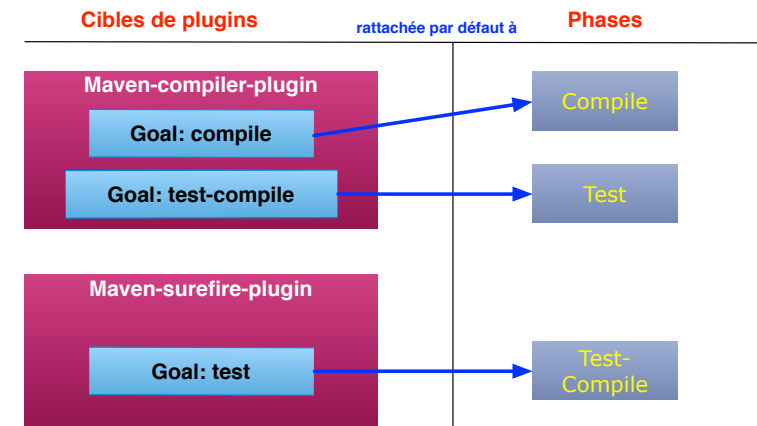 Cibles de plugins
rattachée par défaut à
Phases
Maven-compiler-plugin
Goal: compile
Compile
Goal: test-compile
Test
Maven-surefire-plugin
Goal: test
Test-
Compile